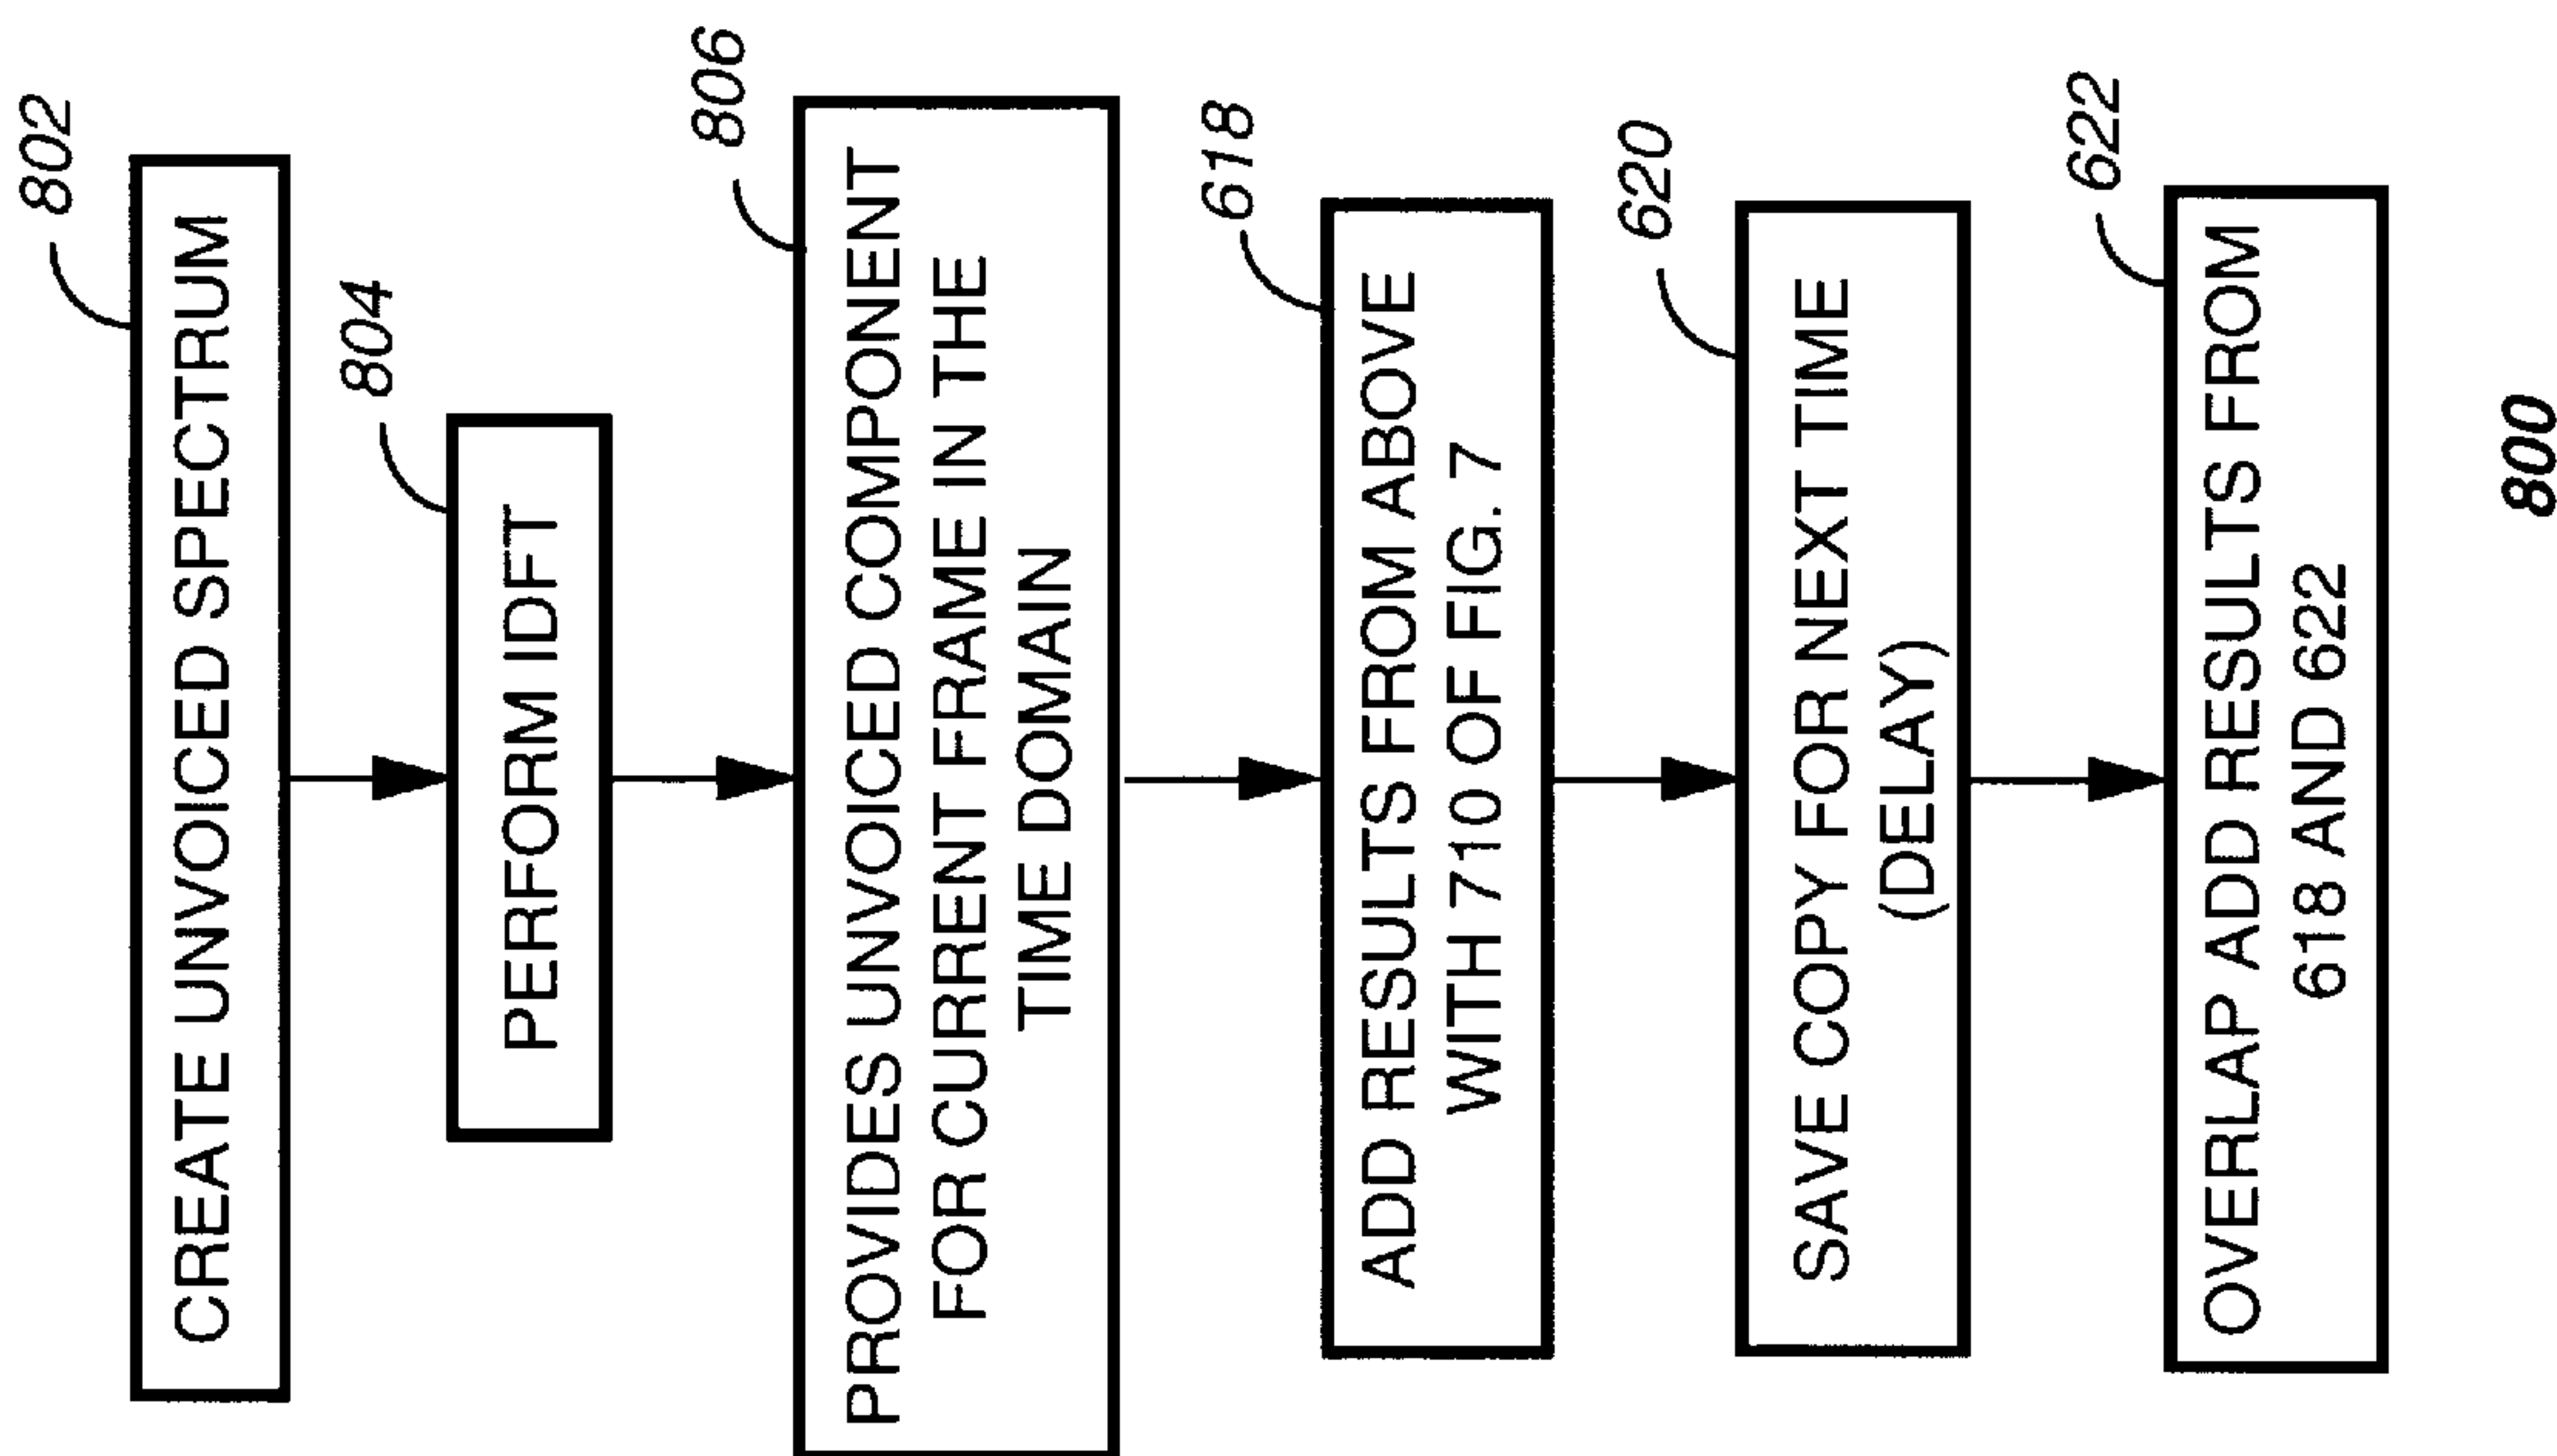 802
CREATE UNVOICED SPECTRUM
804
PERFORM IDFT
806
PROVIDES UNVOICED COMPONENT
FOR CURRENT FRAME IN THE
TIME DOMAIN
618
ADD RESULTS FROM ABOVE
WITH 710 OF FIG. 7
620
SAVE COPY FOR NEXT TIME
(DELAY)
622
OVERLAP ADD RESULTS FROM
618 AND 622
800